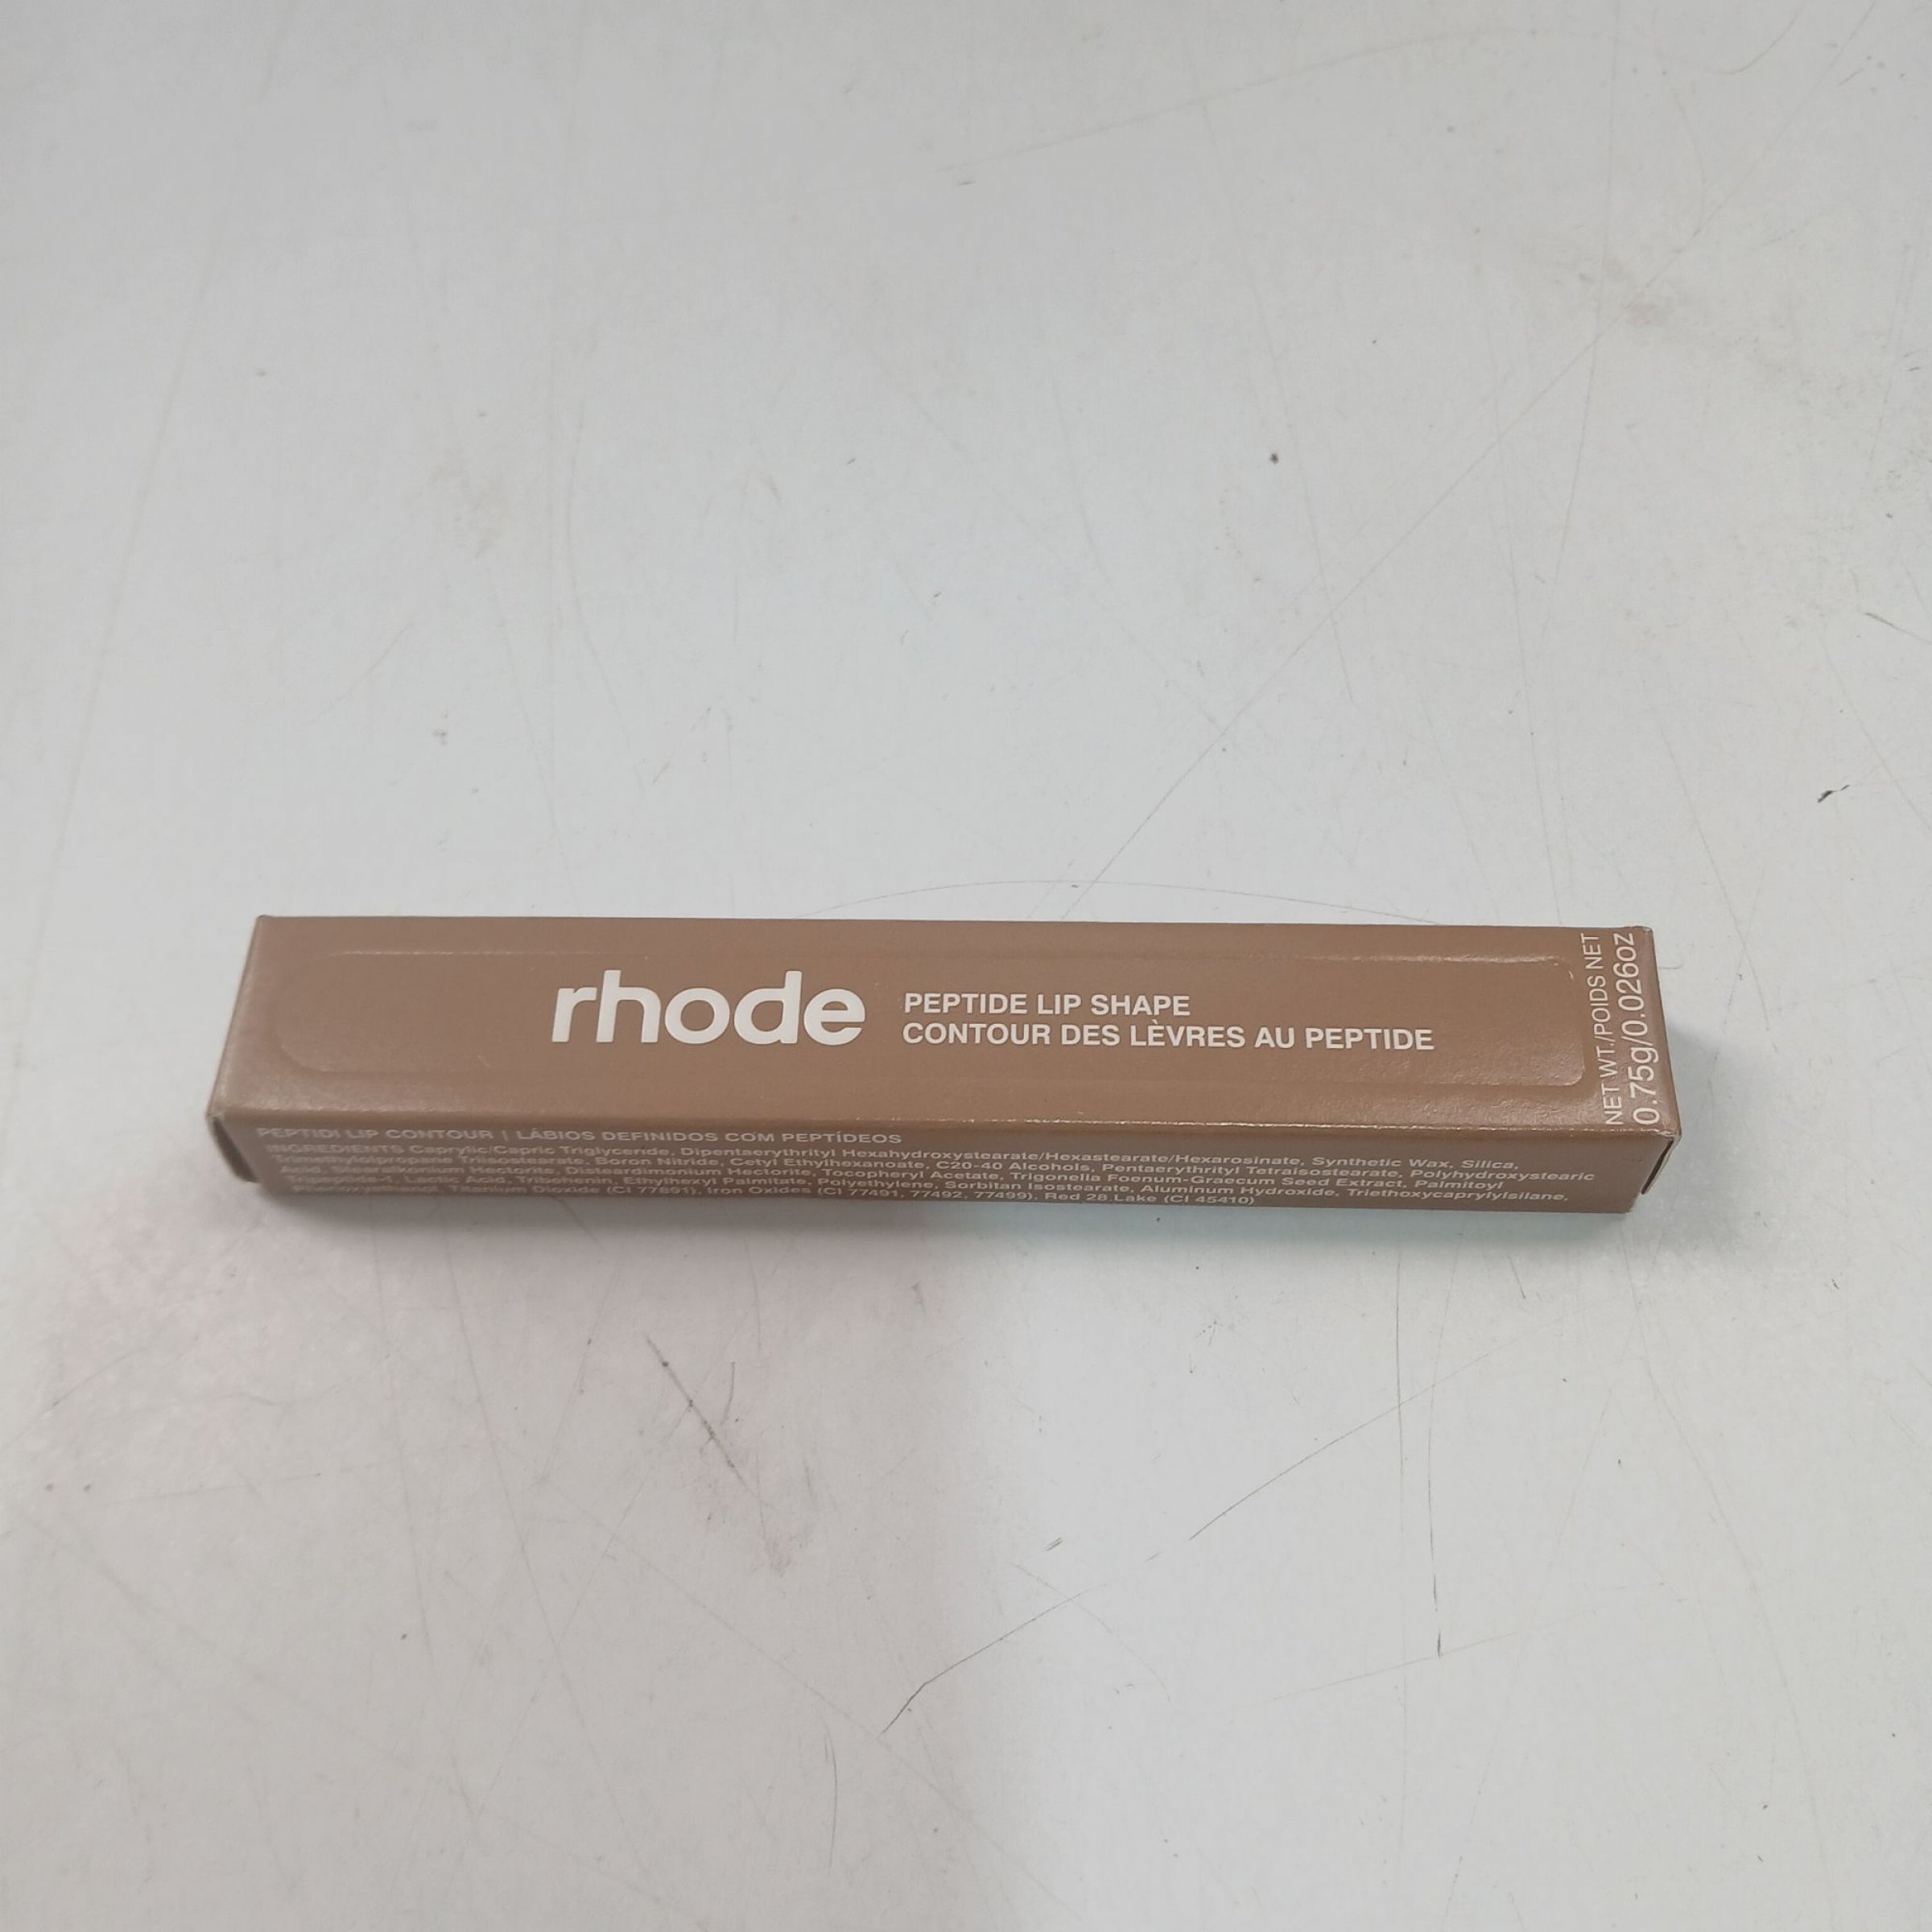 rhode
PEPTIDE LIP SHAPE
CONTOUR DES LÈVRES AU PEPTIDE
NET WT./POIDS NET
0.75g/0.026oz
PEPTIDI LIP CONTOUR | LÁBIOS DEFINIDOS COM PEPTÍDEOS
INGREDIENTS Caprylic/Capric Triglyceride, Dipentaerythrityl Hexahydroxystearate/Hexastearate/Hexarosinate, Synthetic Wax, Silica,
Trimethylolpropane Triisostearate, Boron Nitride, Cetyl Ethylhexanoate, C20-40 Alcohols, Pentaerythrityl Tetraisostearate, Polyhydroxystearic
Acid, Stearalkonium Hectorite, Disteardimonium Hectorite, Tocopheryl Acetate, Trigonella Foenum-Graecum Seed Extract, Palmitoyl
Tripeptide-1, Lactic Acid, Tribehenin, Ethylhexyl Palmitate, Polyethylene, Sorbitan Isostearate, Aluminum Hydroxide, Triethoxycaprylylsilane,
Titanium Dioxide (CI 77891), Iron Oxides (CI 77491, 77492, 77499), Red 28 Lake (CI 45410)